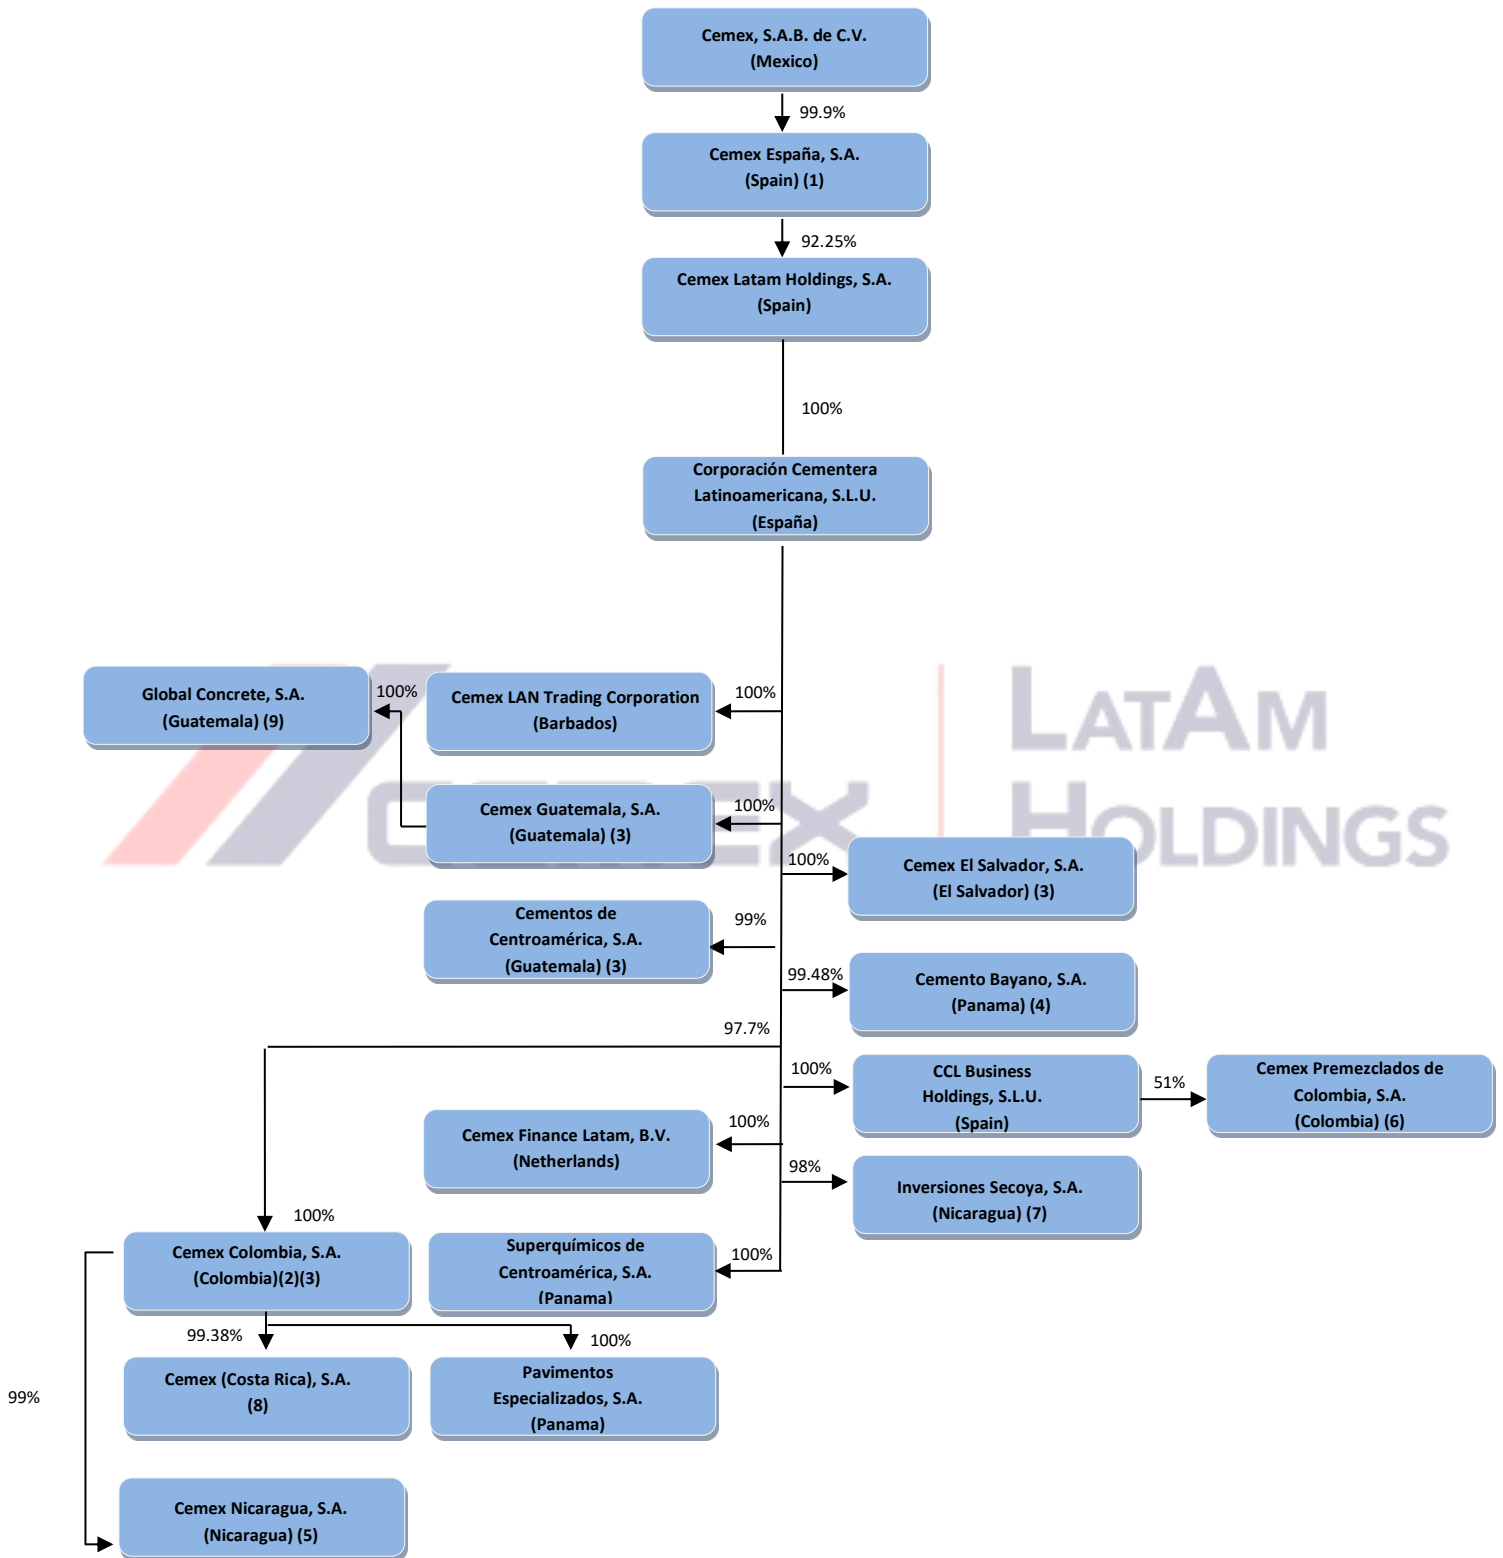 Cemex, S.A.B. de C.V.
(Mexico)
99.9%
Cemex España, S.A.
(Spain) (1)
92.25%
Cemex Latam Holdings, S.A.
(Spain)
100%
Corporación Cementera
Latinoamericana, S.L.U.
(España)
Global Concrete, S.A.
(Guatemala) (9)
100%
Cemex LAN Trading Corporation
(Barbados)
100%
LATAM
HOLDINGS
CEMEX
Cemex Guatemala, S.A.
(Guatemala) (3)
100%
100%
Cemex El Salvador, S.A.
(El Salvador) (3)
Cementos de
Centroamérica, S.A.
(Guatemala) (3)
99%
99.48%
Cemento Bayano, S.A.
(Panama) (4)
97.7%
100%
CCL Business
Holdings, S.L.U.
(Spain)
51%
Cemex Premezclados de
Colombia, S.A.
(Colombia) (6)
Cemex Finance Latam, B.V.
(Netherlands)
100%
98%
Inversiones Secoya, S.A.
(Nicaragua) (7)
100%
Cemex Colombia, S.A.
(Colombia)(2)(3)
Superquímicos de
Centroamérica, S.A.
(Panama)
100%
99.38%
100%
Cemex (Costa Rica), S.A.
(8)
Pavimentos
Especializados, S.A.
(Panama)
99%
Cemex Nicaragua, S.A.
(Nicaragua) (5)